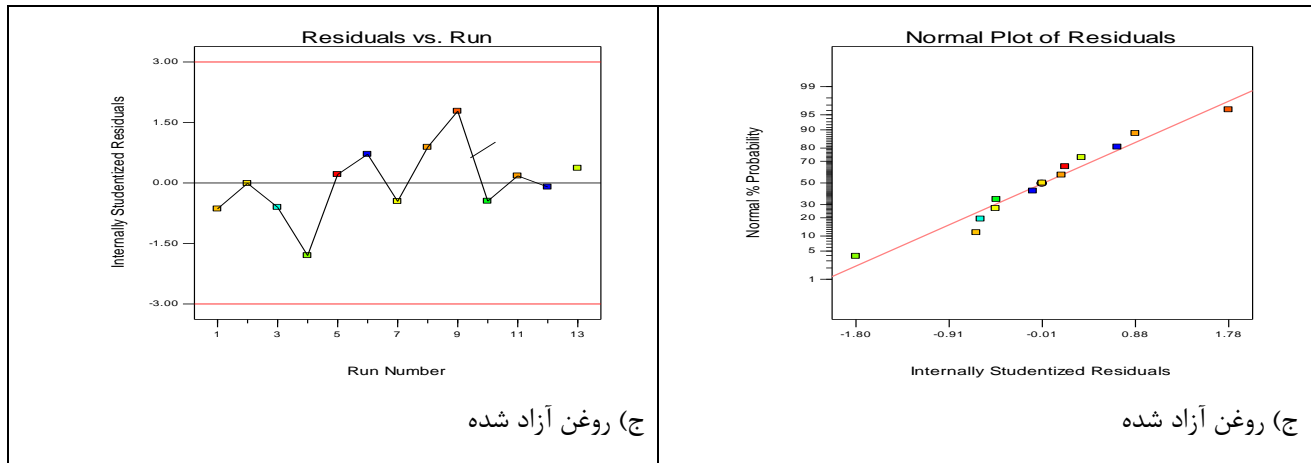 Residuals vs. Run
Internally Studentized Residuals
3.00
1.50
0.00
-1.50
-3.00
1 3 5 7 9 11 13
Run Number
ج) روغن آزاد شده
Normal Plot of Residuals
Normal % Probability
99
95
90
80
70
50
30
20
10
5
1
-1.80 -0.91 -0.01 0.88 1.78
Internally Studentized Residuals
ج) روغن آزاد شده